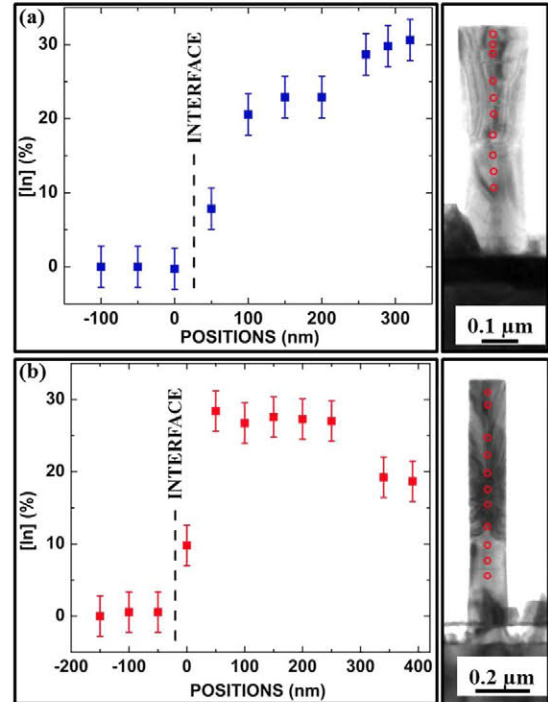 (a)
[In] (%)
30
20
10
0
INTERFACE
-100
0
100
200
300
POSITIONS (nm)
0.1 µm
(b)
[In] (%)
30
20
10
0
INTERFACE
-200
-100
0
100
200
300
400
POSITIONS (nm)
0.2 µm